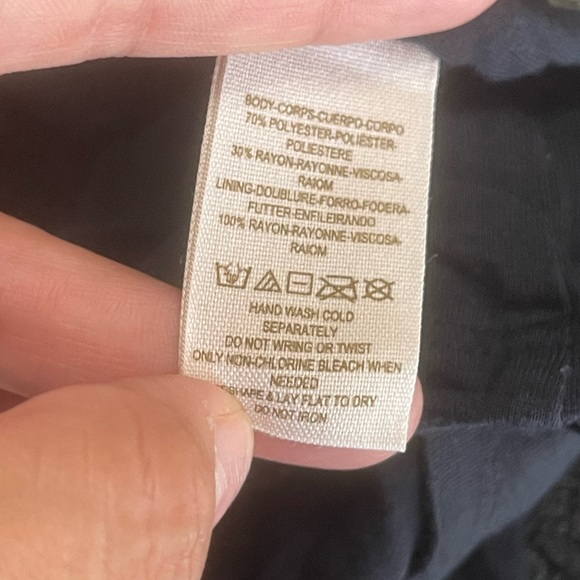 BODY-CORPS-CUERPO-CORPO
70% POLYESTER-POLIESTER-
POLIESTERE
30% RAYON-RAYONNE-VISCOSA-
RAIOM
LINING-DOUBLURE-FORRO-FODERA-
FUTTER-ENFILEIRANDO
100% RAYON-RAYONNE-VISCOSA-
RAIOM
HAND WASH COLD
SEPARATELY
DO NOT WRING OR TWIST
ONLY NON-CHLORINE BLEACH WHEN
NEEDED
RESHAPE & LAY FLAT TO DRY
DO NOT IRON